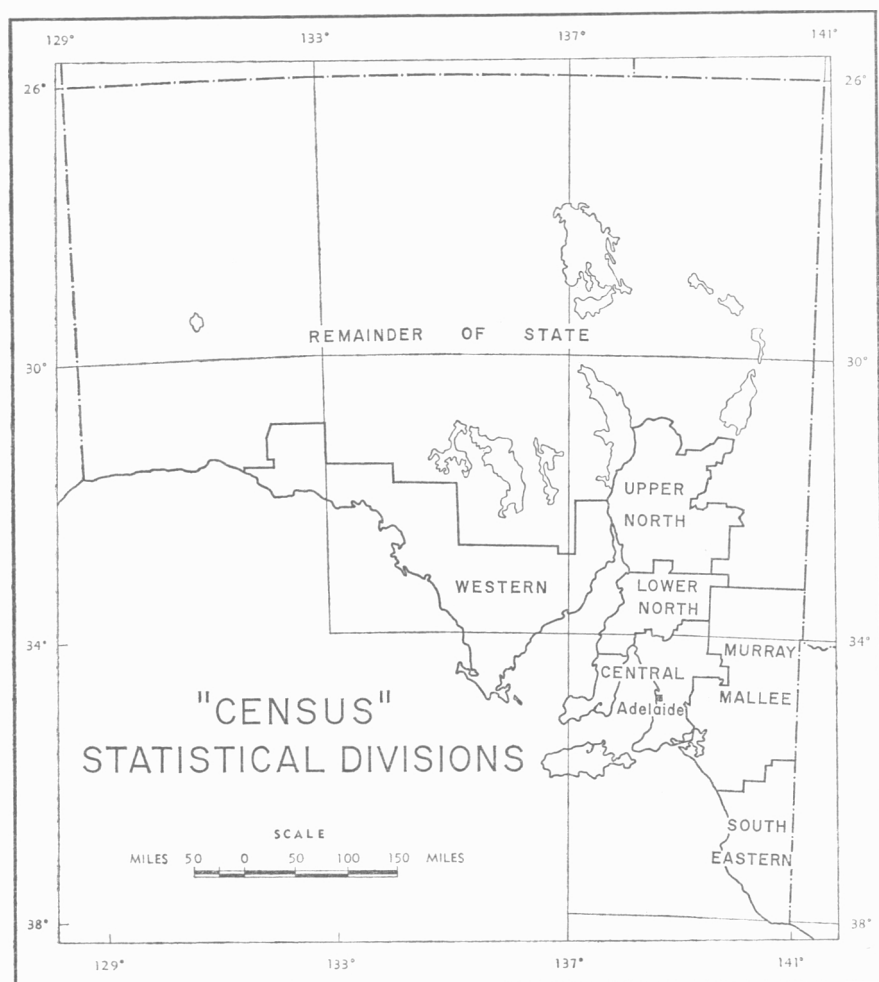 129° 133° 137° 141°
26° 26°
REMAINDER OF STATE
30° 30°
UPPER
NORTH
WESTERN
LOWER
NORTH
34° 34°
MURRAY
CENTRAL
MALLEE
"CENSUS"
Adelaide
STATISTICAL DIVISIONS
SOUTH
SCALE
EASTERN
MILES 50 0 50 100 150 MILES
38° 38°
129° 133° 137° 141°